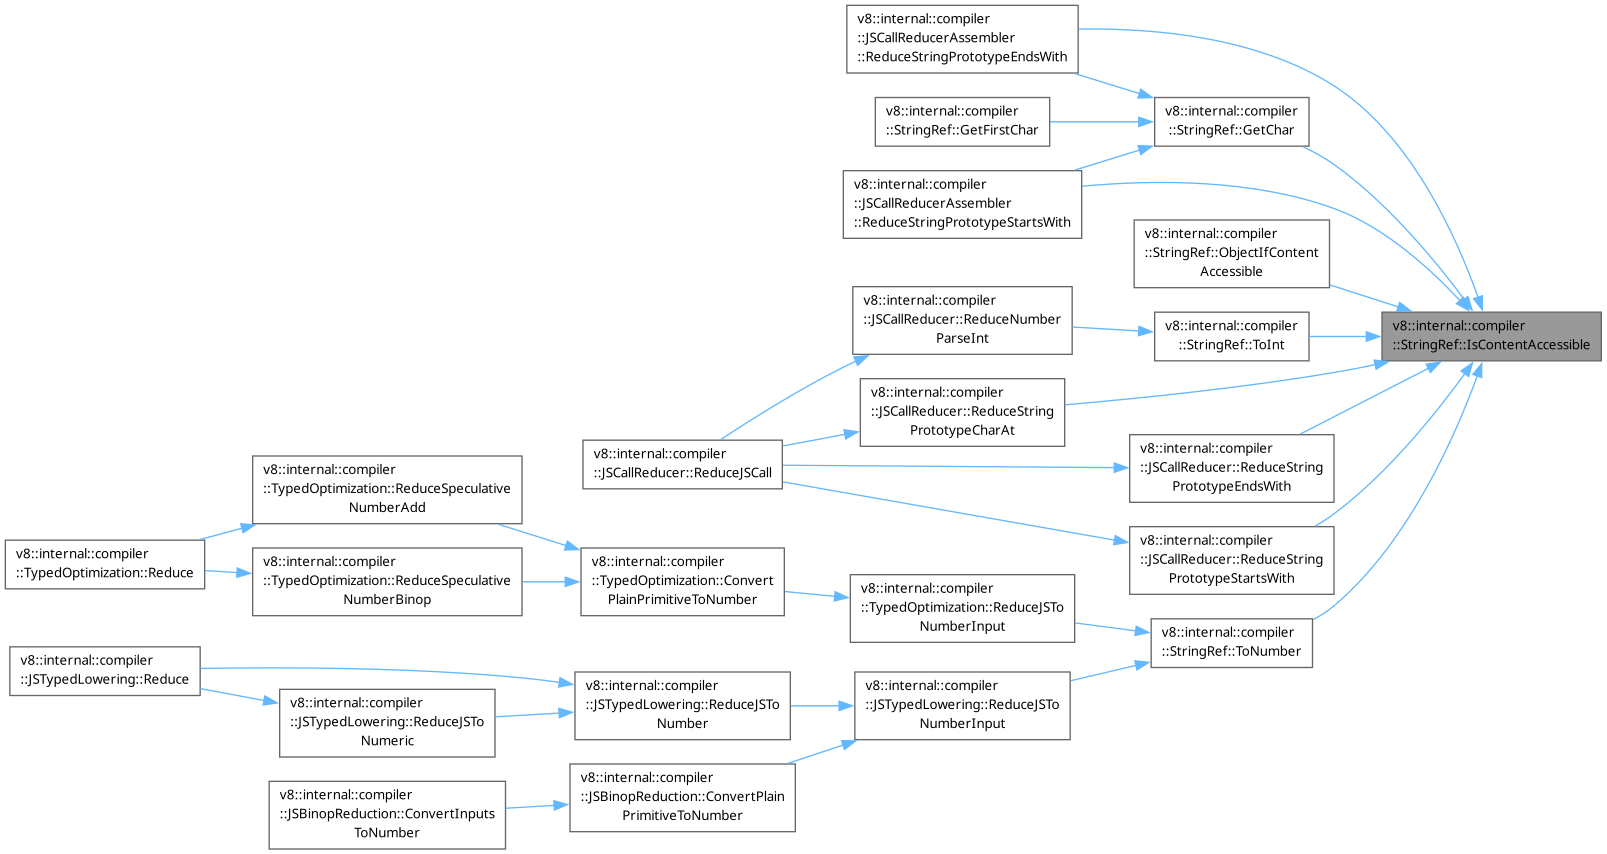 v8::internal::compiler
::JSCallReducerAssembler
::ReduceStringPrototypeEndsWith
v8::internal::compiler
::StringRef::GetFirstChar
v8::internal::compiler
::StringRef::GetChar
v8::internal::compiler
::JSCallReducerAssembler
::ReduceStringPrototypeStartsWith
v8::internal::compiler
::StringRef::ObjectIfContent
Accessible
v8::internal::compiler
::JSCallReducer::ReduceNumber
ParseInt
v8::internal::compiler
::StringRef::ToInt
v8::internal::compiler
::StringRef::IsContentAccessible
v8::internal::compiler
::JSCallReducer::ReduceString
PrototypeCharAt
v8::internal::compiler
::JSCallReducer::ReduceJSCall
v8::internal::compiler
::JSCallReducer::ReduceString
PrototypeEndsWith
v8::internal::compiler
::TypedOptimization::ReduceSpeculative
NumberAdd
v8::internal::compiler
::JSCallReducer::ReduceString
PrototypeStartsWith
v8::internal::compiler
::TypedOptimization::Reduce
v8::internal::compiler
::TypedOptimization::ReduceSpeculative
NumberBinop
v8::internal::compiler
::TypedOptimization::Convert
PlainPrimitiveToNumber
v8::internal::compiler
::TypedOptimization::ReduceJSTo
NumberInput
v8::internal::compiler
::StringRef::ToNumber
v8::internal::compiler
::JSTypedLowering::Reduce
v8::internal::compiler
::JSTypedLowering::ReduceJSTo
Numeric
v8::internal::compiler
::JSTypedLowering::ReduceJSTo
Number
v8::internal::compiler
::JSTypedLowering::ReduceJSTo
NumberInput
v8::internal::compiler
::JSBinopReduction::ConvertInputs
ToNumber
v8::internal::compiler
::JSBinopReduction::ConvertPlain
PrimitiveToNumber